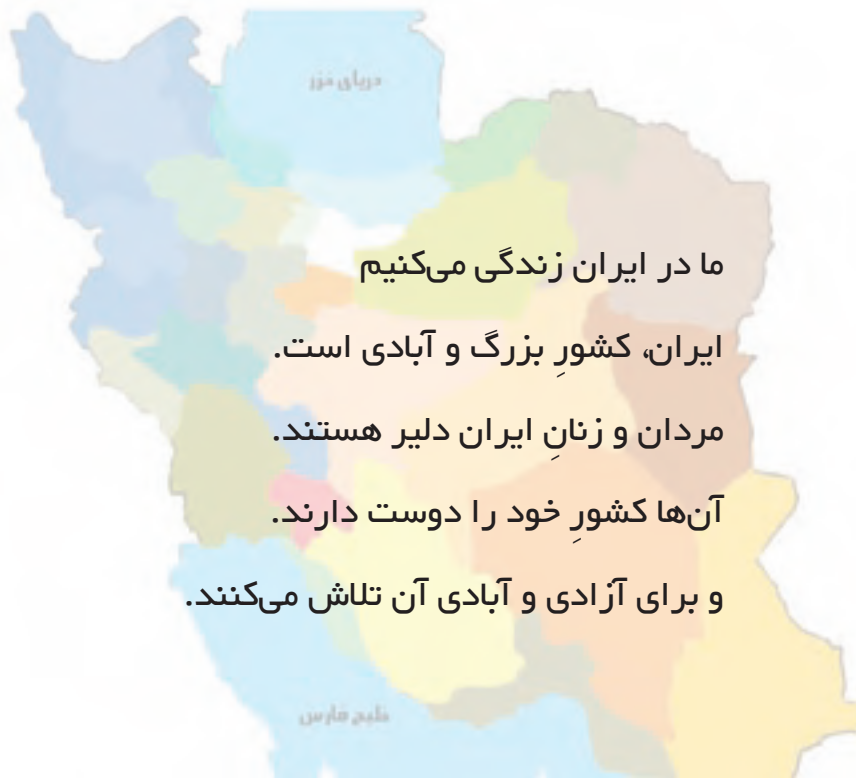 دریای خزر
ما در ایران زندگی می‌کنیم
ایران، کشورِ بزرگ و آبادی است.
مردان و زنانِ ایران دلیر هستند.
آن‌ها کشورِ خود را دوست دارند.
و برای آزادی و آبادی آن تلاش می‌کنند.
خلیج فارس